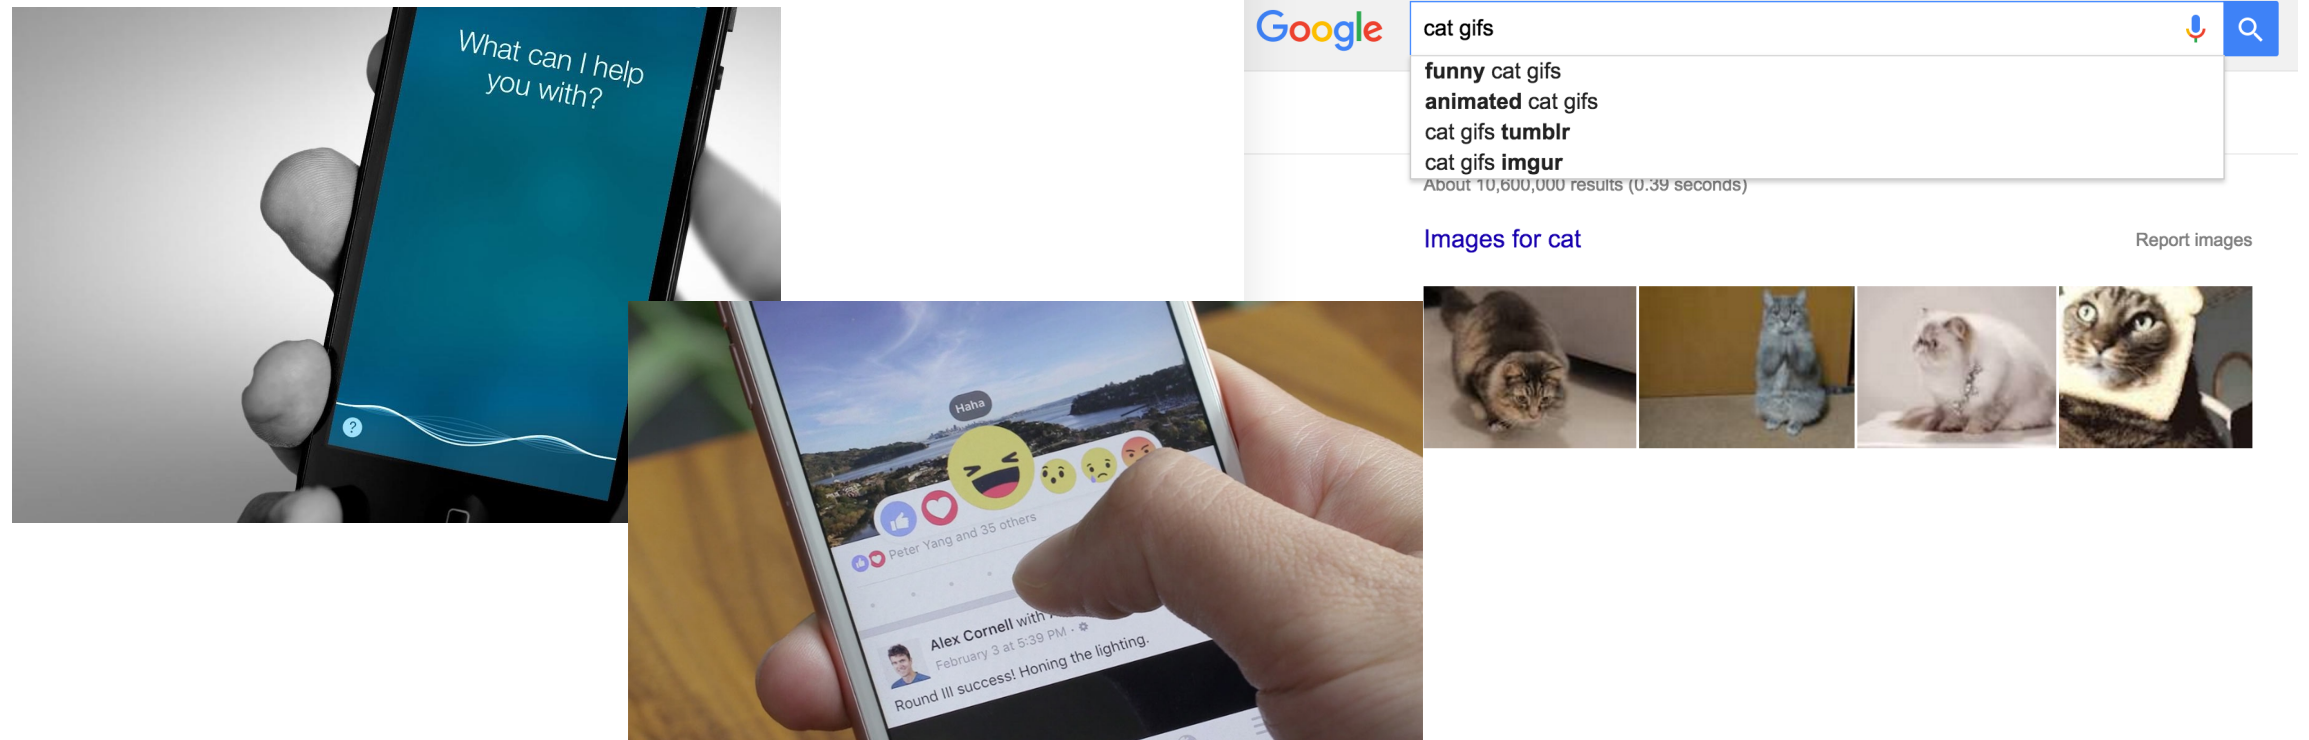 What can I help
you with?
?
Google
cat gifs
funny cat gifs
animated cat gifs
cat gifs tumblr
cat gifs imgur
About 10,600,000 results (0.39 seconds)
Images for cat
Report images
Haha
Peter Yang and 35 others
Alex Cornell with
February 3 at 5:39 PM ·
Round III success! Honing the lighting.